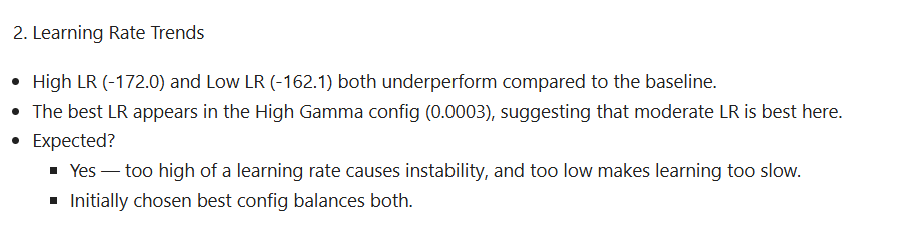 2. Learning Rate Trends
• High LR (-172.0) and Low LR (-162.1) both underperform compared to the baseline.
• The best LR appears in the High Gamma config (0.0003), suggesting that moderate LR is best here.
• Expected?
▪ Yes — too high of a learning rate causes instability, and too low makes learning too slow.
▪ Initially chosen best config balances both.